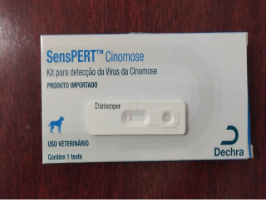 SensPERT™ Cinomose
Kit para detecção do Vírus da Cinomose
PRODUTO IMPORTADO
Distemper
USO VETERINÁRIO
Contém 1 teste
Dechra